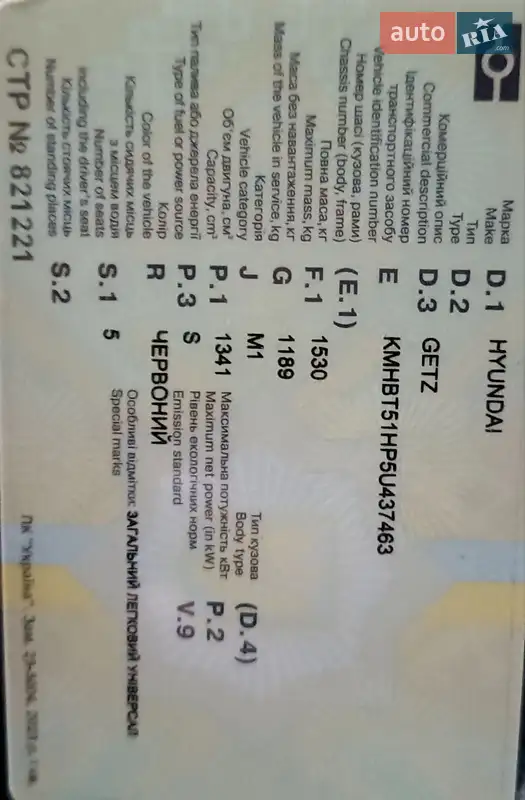 auto RIA .com
Марка D.1 HYUNDAI
Make
Тип D.2
Type
Комерційний опис D.3 GETZ
Commercial description
Ідентифікаційний номер E KMHBT51HP5U437463
транспортного засобу
Vehicle identification number
Номер шасі (кузова, рами) (E.1)
Chassis number (body, frame)
Повна маса, кг F.1 1530
Maximum mass, kg
Маса без навантаження, кг G 1189
Mass of the vehicle in service, kg
Категорія J M1 Тип кузова (D.4)
Vehicle category Body type
Об'єм двигуна, см³ P.1 1341 Максимальна потужність кВт P.2
Capacity, cm³ Maximum net power (in kW)
Тип палива або джерела енергії P.3 S Рівень екологічних норм V.9
Type of fuel or power source Emission standard
Колір R ЧЕРВОНИЙ
Color of the vehicle
Кількість сидячих місць S.1 5 Особливі відмітки: ЗАГАЛЬНИЙ ЛЕГКОВИЙ УНІВЕРСАЛ
з місцем водія Special marks
Number of seats
including the driver's seat
Кількість стоячих місць S.2
Number of standing places
СТР № 821221
ПК "Україна". Зам.